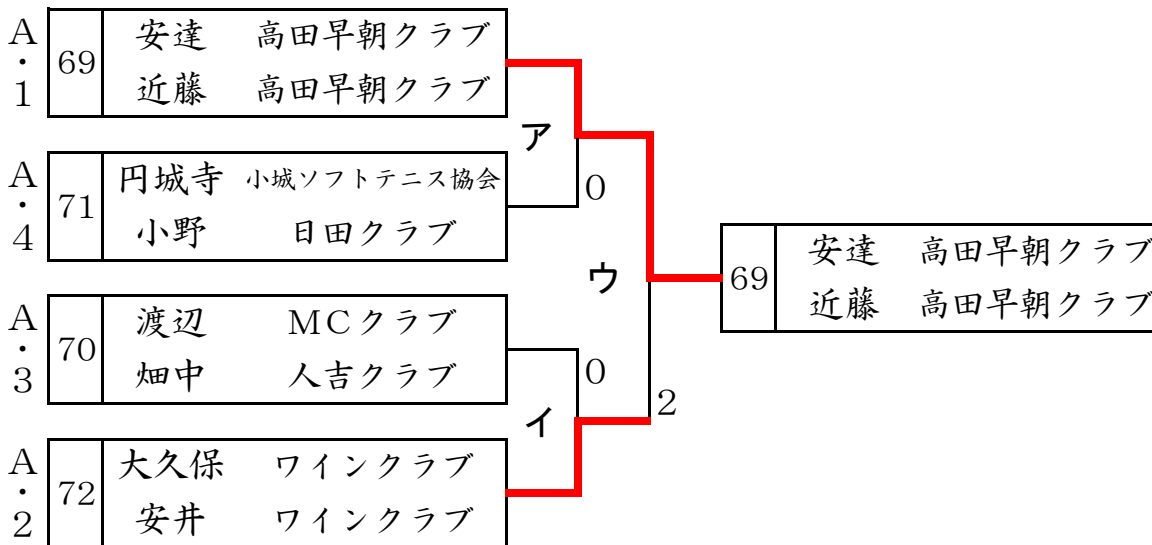 A・1 69 安達 高田早朝クラブ
近藤 高田早朝クラブ
ア
A・4 71 円城寺 小城ソフトテニス協会
小野 日田クラブ
0
ウ
69 安達 高田早朝クラブ
近藤 高田早朝クラブ
A・3 70 渡辺 MCクラブ
畑中 人吉クラブ
0
イ
2
A・2 72 大久保 ワインクラブ
安井 ワインクラブ